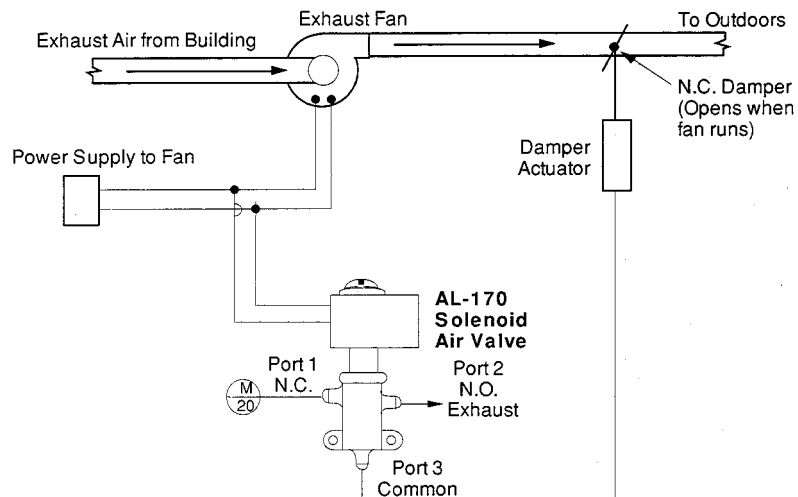 Exhaust Fan
To Outdoors
Exhaust Air from Building
N.C. Damper
(Opens when
fan runs)
Damper
Actuator
Power Supply to Fan
AL-170
Solenoid
Air Valve
Port 1
N.C.
Port 2
N.O.
Exhaust
M
20
Port 3
Common